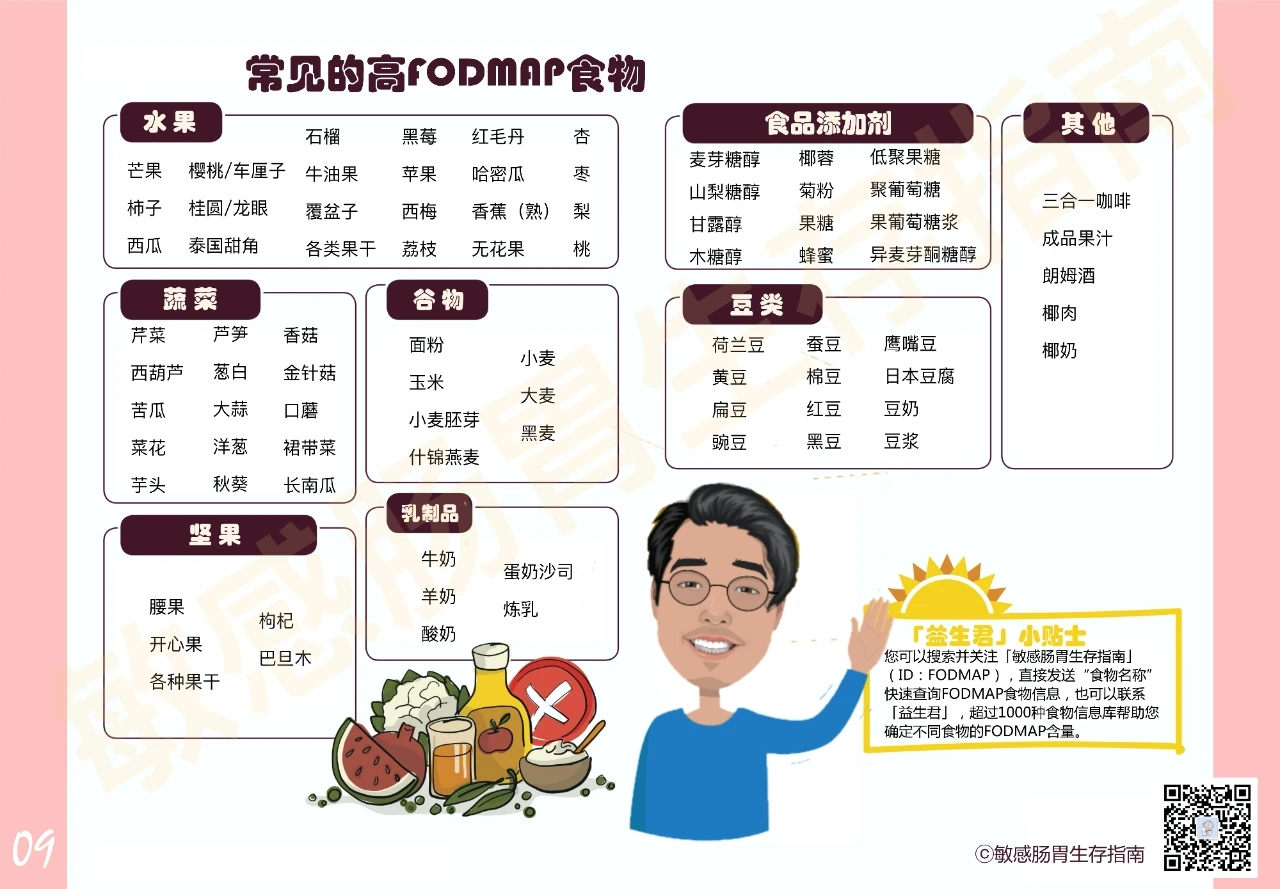 常见的高FODMAP食物
水果
芒果 樱桃/车厘子 石榴 黑莓 红毛丹 杏
柿子 桂圆/龙眼 牛油果 苹果 哈密瓜 枣
西瓜 泰国甜角 覆盆子 西梅 香蕉（熟） 梨
各类果干 荔枝 无花果 桃
食品添加剂
麦芽糖醇 椰蓉 低聚果糖
山梨糖醇 菊粉 聚葡萄糖
甘露醇 果糖 果葡萄糖浆
木糖醇 蜂蜜 异麦芽酮糖醇
其他
三合一咖啡
成品果汁
朗姆酒
椰肉
椰奶
蔬菜
芹菜 芦笋 香菇
西葫芦 葱白 金针菇
苦瓜 大蒜 口蘑
菜花 洋葱 裙带菜
芋头 秋葵 长南瓜
谷物
面粉 小麦
玉米 大麦
小麦胚芽 黑麦
什锦燕麦
豆类
荷兰豆 蚕豆 鹰嘴豆
黄豆 棉豆 日本豆腐
扁豆 红豆 豆奶
豌豆 黑豆 豆浆
坚果
腰果 枸杞
开心果 巴旦木
各种果干
乳制品
牛奶 蛋奶沙司
羊奶 炼乳
酸奶
「益生君」小贴士
您可以搜索并关注「敏感肠胃生存指南」
（ID：FODMAP），直接发送“食物名称”
快速查询FODMAP食物信息，也可以联系
「益生君」，超过1000种食物信息库帮助您
确定不同食物的FODMAP含量。
09
©敏感肠胃生存指南
敏感肠胃生存指南